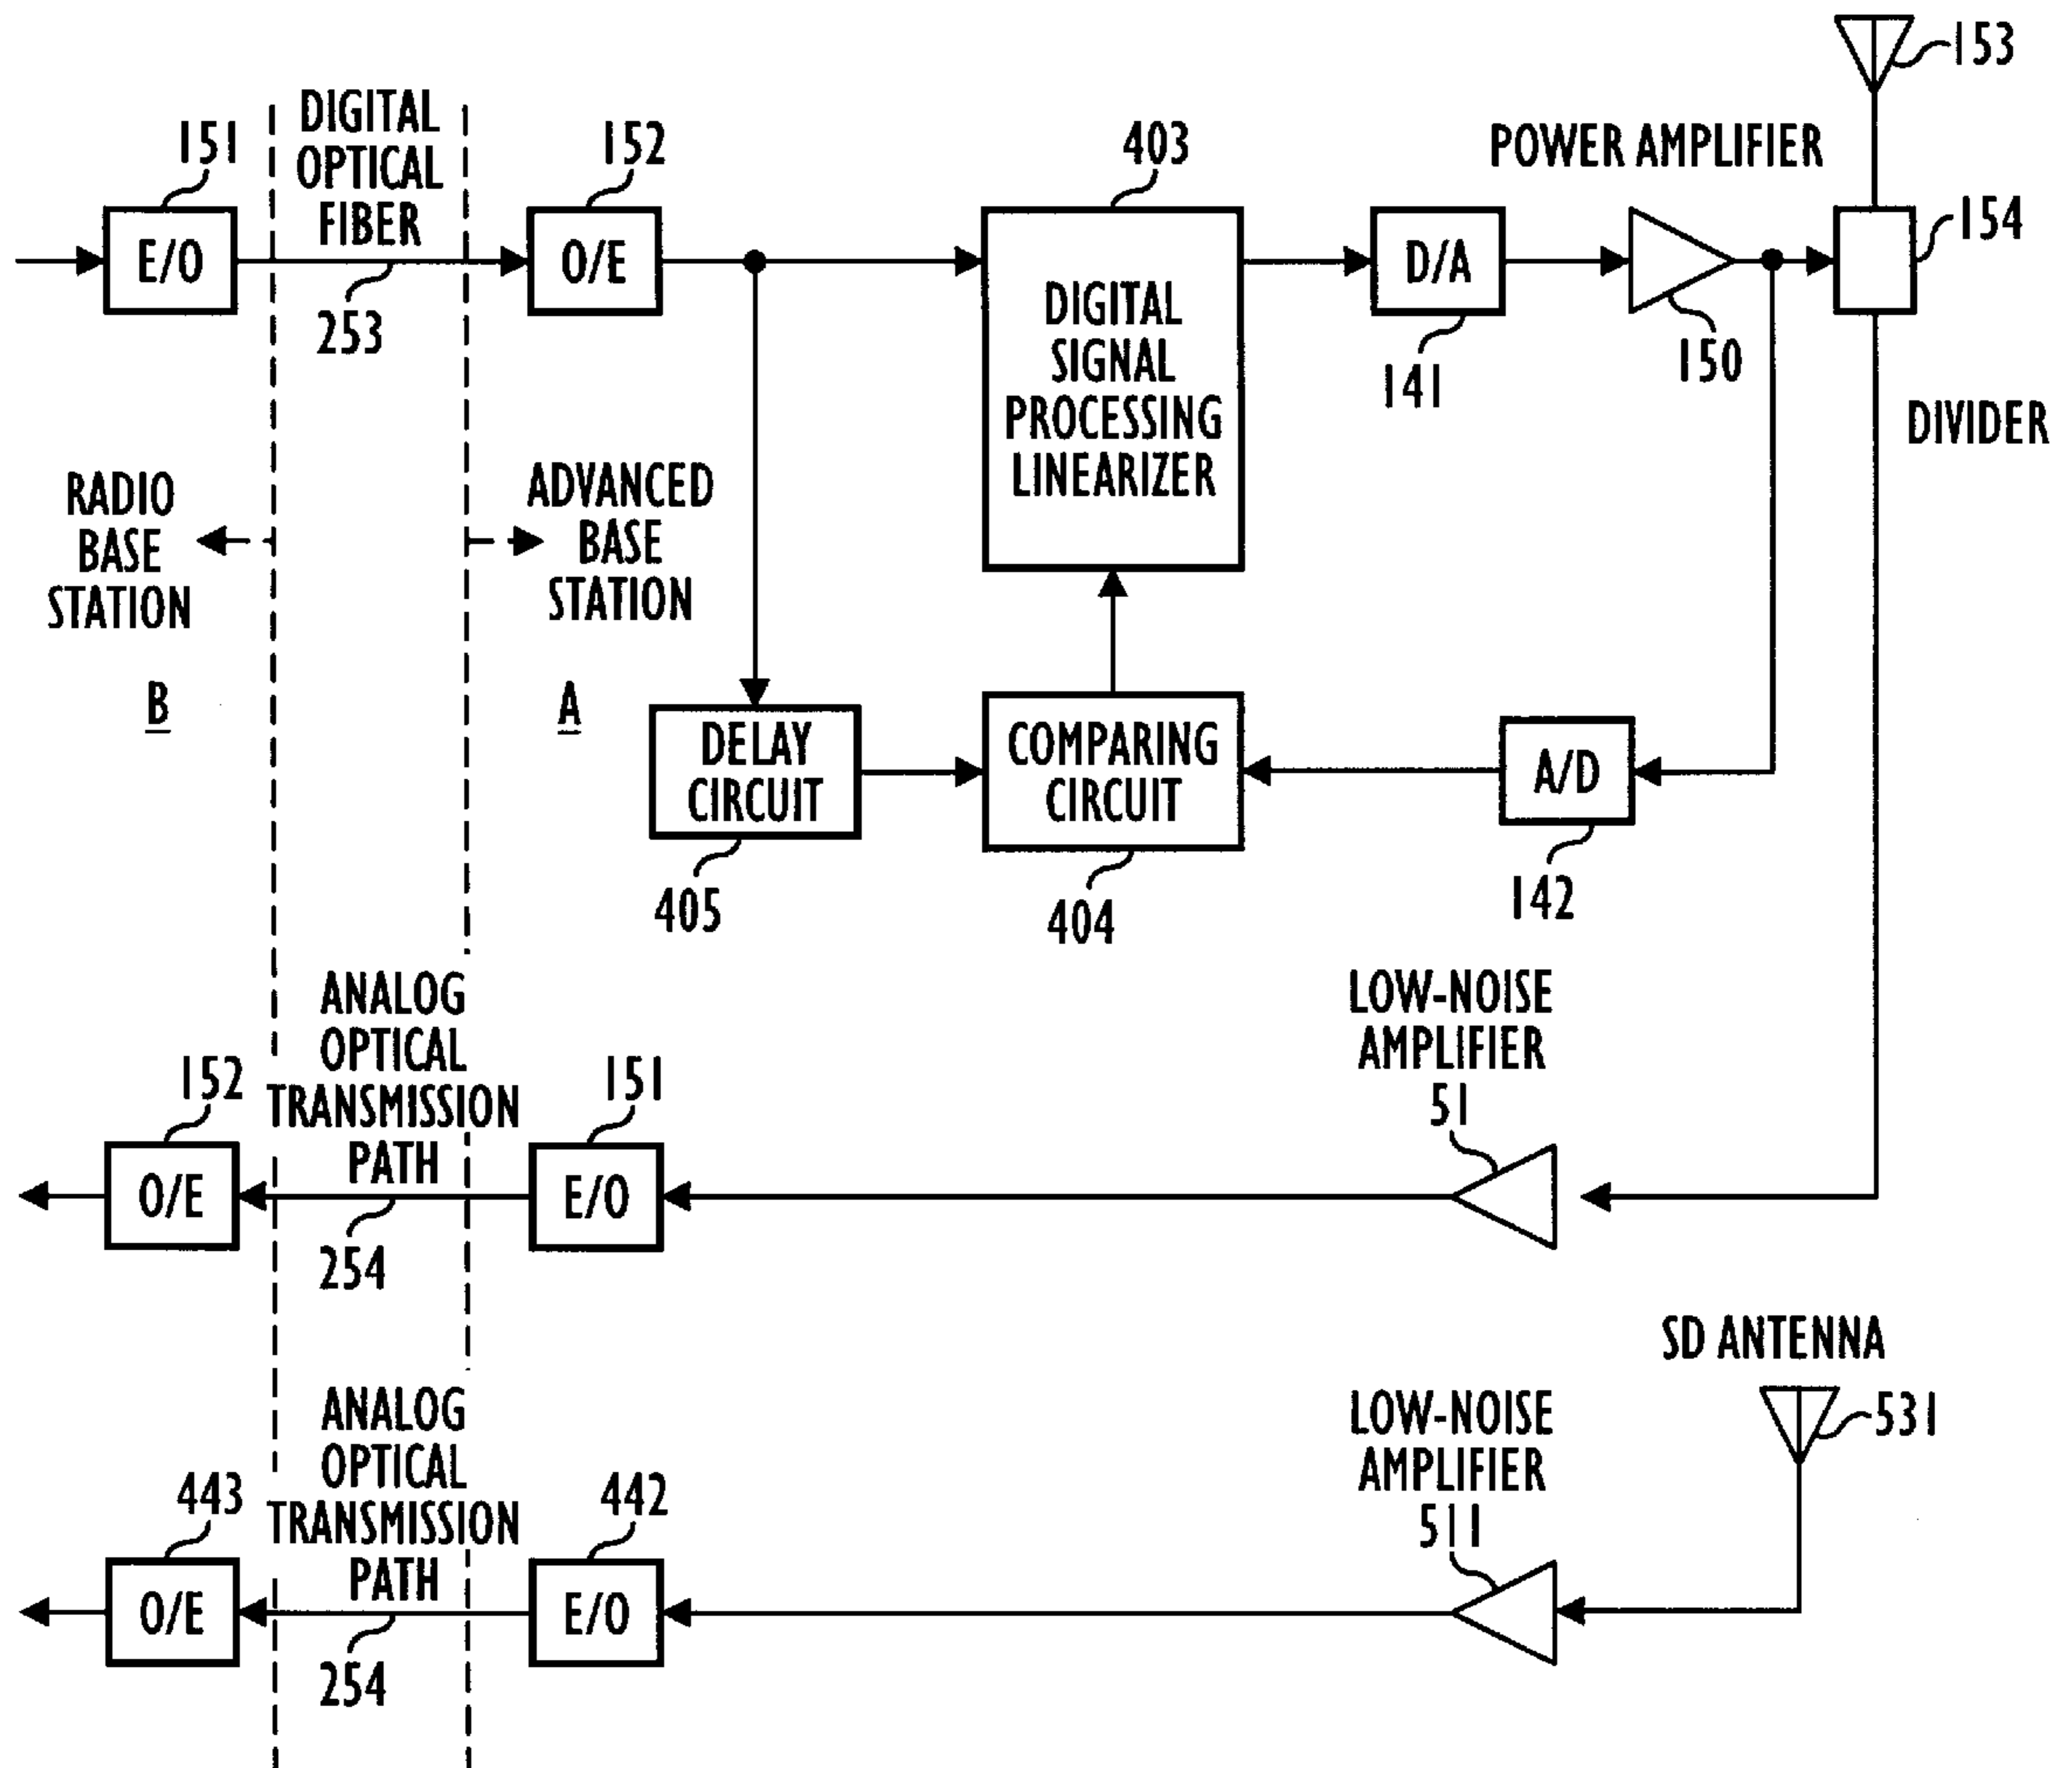 153
DIGITAL
OPTICAL
FIBER
151
152
403
POWER AMPLIFIER
154
E/O
O/E
D/A
253
DIGITAL
SIGNAL
PROCESSING
LINEARIZER
141
150
DIVIDER
RADIO
BASE
STATION
ADVANCED
BASE
STATION
B
A
DELAY
CIRCUIT
COMPARING
CIRCUIT
A/D
405
404
142
ANALOG
OPTICAL
TRANSMISSION
PATH
LOW-NOISE
AMPLIFIER
51
152
151
O/E
E/O
254
SD ANTENNA
531
ANALOG
OPTICAL
TRANSMISSION
PATH
LOW-NOISE
AMPLIFIER
511
443
442
O/E
E/O
254